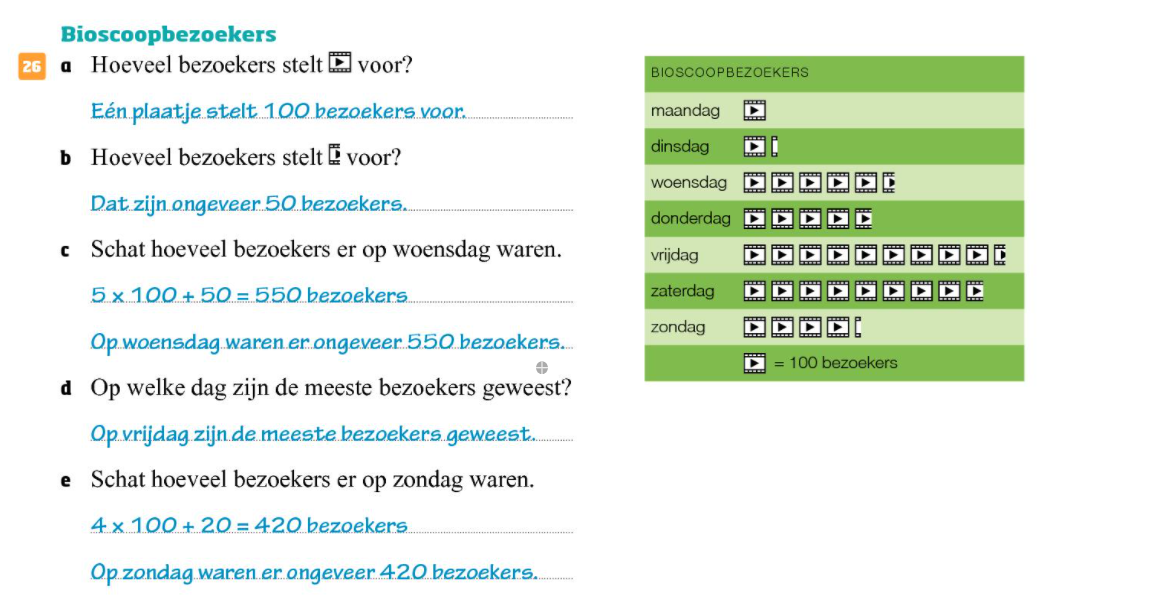 Bioscoopbezoekers
26 a Hoeveel bezoekers stelt voor?
Eén plaatje stelt 100 bezoekers voor.
b Hoeveel bezoekers stelt voor?
Dat zijn ongeveer 50 bezoekers.
c Schat hoeveel bezoekers er op woensdag waren.
5 x 100 + 50 = 550 bezoekers
Op woensdag waren er ongeveer 550 bezoekers.
d Op welke dag zijn de meeste bezoekers geweest?
Op vrijdag zijn de meeste bezoekers geweest.
e Schat hoeveel bezoekers er op zondag waren.
4 x 100 + 20 = 420 bezoekers
Op zondag waren er ongeveer 420 bezoekers.
BIOSCOOPBEZOEKERS
maandag
dinsdag
woensdag
donderdag
vrijdag
zaterdag
zondag
= 100 bezoekers